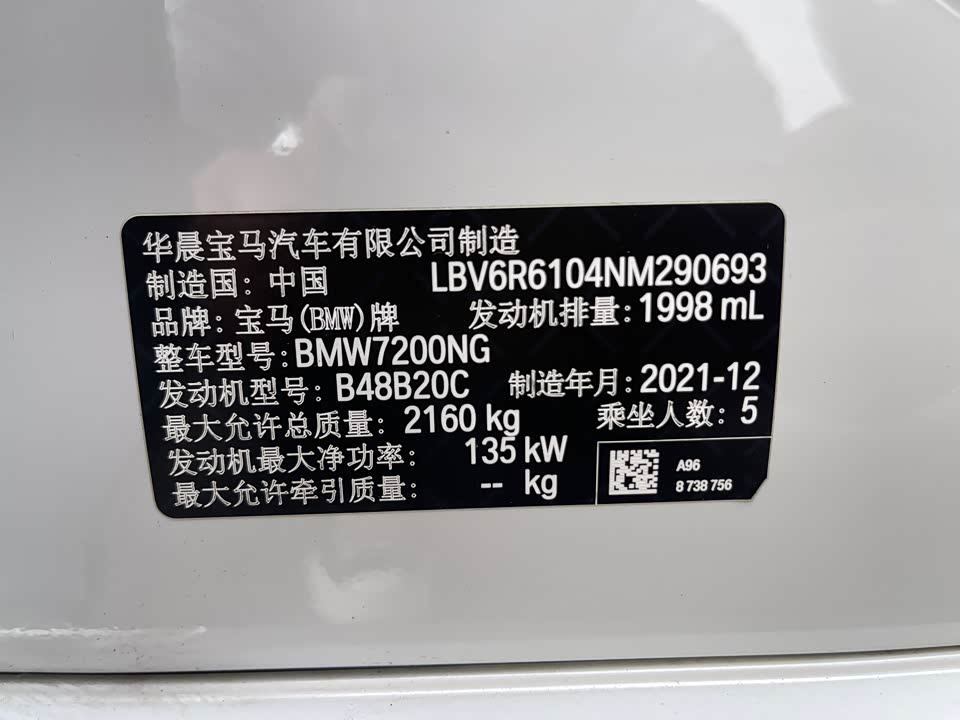 华晨宝马汽车有限公司制造
制造国: 中国 LBV6R6104NM290693
品牌: 宝马(BMW)牌 发动机排量: 1998 mL
整车型号: BMW7200NG
发动机型号: B48B20C 制造年月: 2021-12
最大允许总质量: 2160 kg 乘坐人数: 5
发动机最大净功率: 135 kW
最大允许牵引质量: -- kg
A96
8 738 756